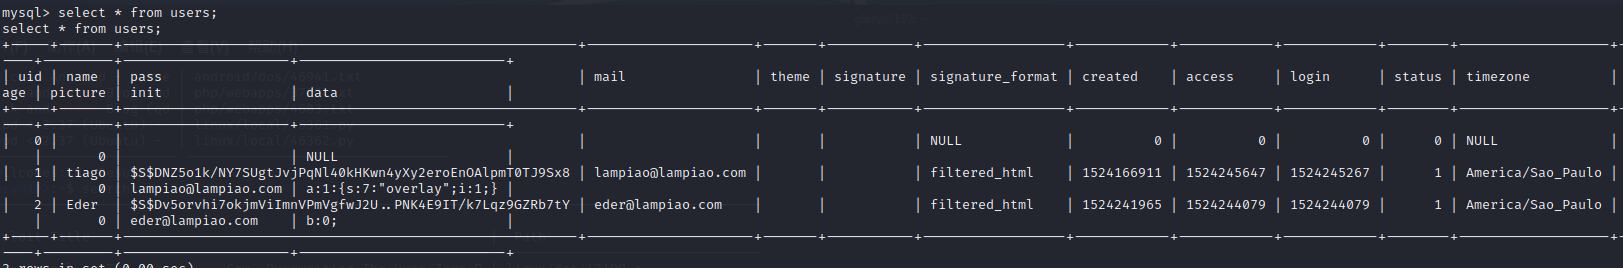 mysql> select * from users;
select * from users;
| uid | name | pass | mail | theme | signature | signature_format | created | access | login | status | timezone |
age | picture | init | data |
| 0 | | | | | | NULL | 0 | 0 | 0 | 0 | NULL |
| 0 | | NULL |
| 1 | tiago | $S$DNZ5o1k/NY7SUgtJvjPqNl40kHKwn4yXy2eroEnOAlpmT0TJ9Sx8 | lampiao@lampiao.com | | | filtered_html | 1524166911 | 1524245647 | 1524245267 | 1 | America/Sao_Paulo |
| 0 | lampiao@lampiao.com | a:1:{s:7:"overlay";i:1;} |
| 2 | Eder | $S$Dv5orvhi7okjmViImnVPmVgfwJ2U..PNK4E9IT/k7Lqz9GZRb7tY | eder@lampiao.com | | | filtered_html | 1524241965 | 1524244079 | 1524244079 | 1 | America/Sao_Paulo |
| 0 | eder@lampiao.com | b:0; |
3 rows in set (0.00 sec)